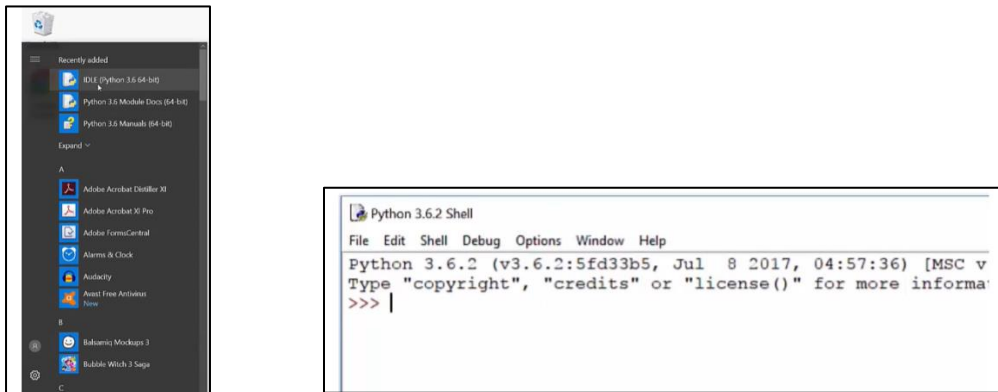 Recently added
IDLE (Python 3.6 64-bit)
Python 3.6 Module Docs (64-bit)
Python 3.6 Manuals (64-bit)
Expand
A
Adobe Acrobat Distiller XI
Adobe Acrobat XI Pro
Adobe FormsCentral
Alarms & Clock
Audacity
Avast Free Antivirus
New
B
Balsamiq Mockups 3
Bubble Witch 3 Saga
C
Python 3.6.2 Shell
File Edit Shell Debug Options Window Help
Python 3.6.2 (v3.6.2:5fd33b5, Jul 8 2017, 04:57:36) [MSC v
Type "copyright", "credits" or "license()" for more informa
>>>